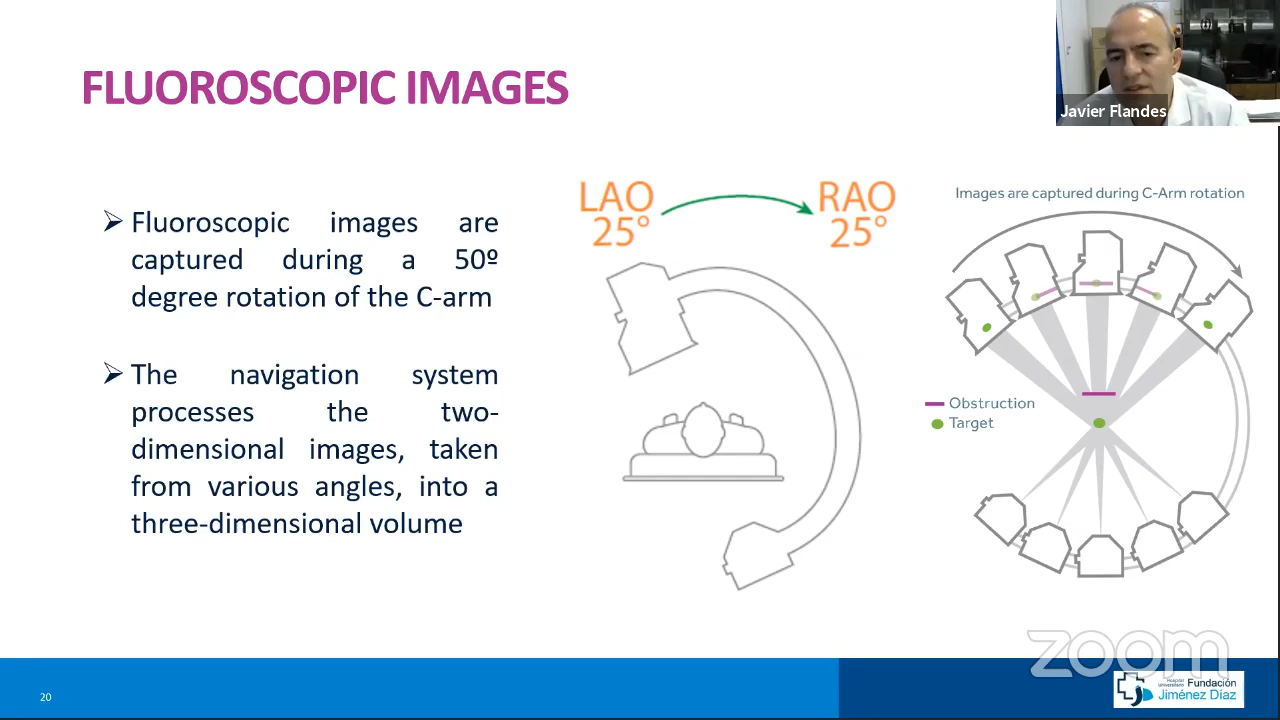 FLUOROSCOPIC IMAGES
Javier Flandes
➢ Fluoroscopic images are
captured during a 50º
degree rotation of the C-arm
➢ The navigation system
processes the two-
dimensional images, taken
from various angles, into a
three-dimensional volume
LAO
25°
RAO
25°
Images are captured during C-Arm rotation
Obstruction
Target
zoom
20
Hospital
Universitario
Fundación
Jiménez Díaz